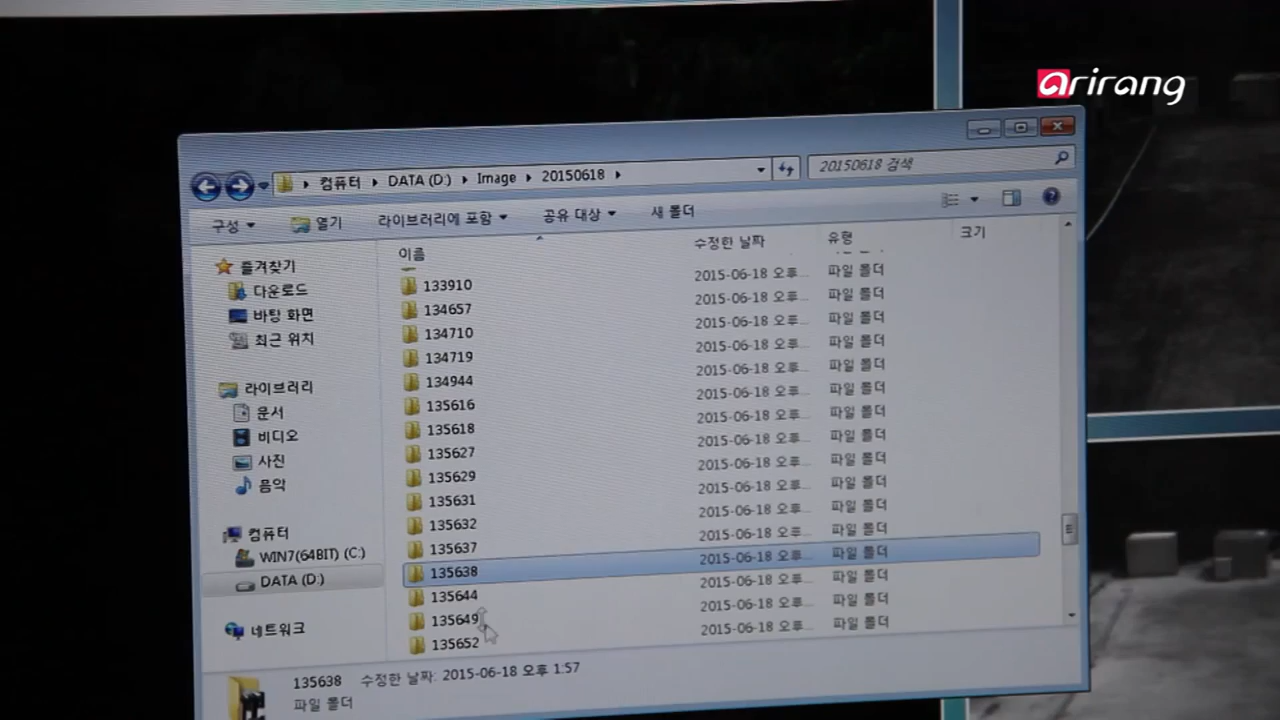 arirang
컴퓨터 DATA (D:) Image 20150618
20150618 검색
구성 열기 라이브러리에 포함 공유 대상 새 폴더
이름 수정한 날짜 유형 크기
즐겨찾기
다운로드
바탕 화면
최근 위치
라이브러리
문서
비디오
사진
음악
컴퓨터
WIN7(64BIT) (C:)
DATA (D:)
네트워크
133910 2015-06-18 오후... 파일 폴더
134657 2015-06-18 오후... 파일 폴더
134710 2015-06-18 오후... 파일 폴더
134719 2015-06-18 오후... 파일 폴더
134944 2015-06-18 오후... 파일 폴더
135616 2015-06-18 오후... 파일 폴더
135618 2015-06-18 오후... 파일 폴더
135627 2015-06-18 오후... 파일 폴더
135629 2015-06-18 오후... 파일 폴더
135631 2015-06-18 오후... 파일 폴더
135632 2015-06-18 오후... 파일 폴더
135637 2015-06-18 오후... 파일 폴더
135638 2015-06-18 오후... 파일 폴더
135644 2015-06-18 오후... 파일 폴더
135649 2015-06-18 오후... 파일 폴더
135652 2015-06-18 오후... 파일 폴더
135638 수정한 날짜: 2015-06-18 오후 1:57
파일 폴더